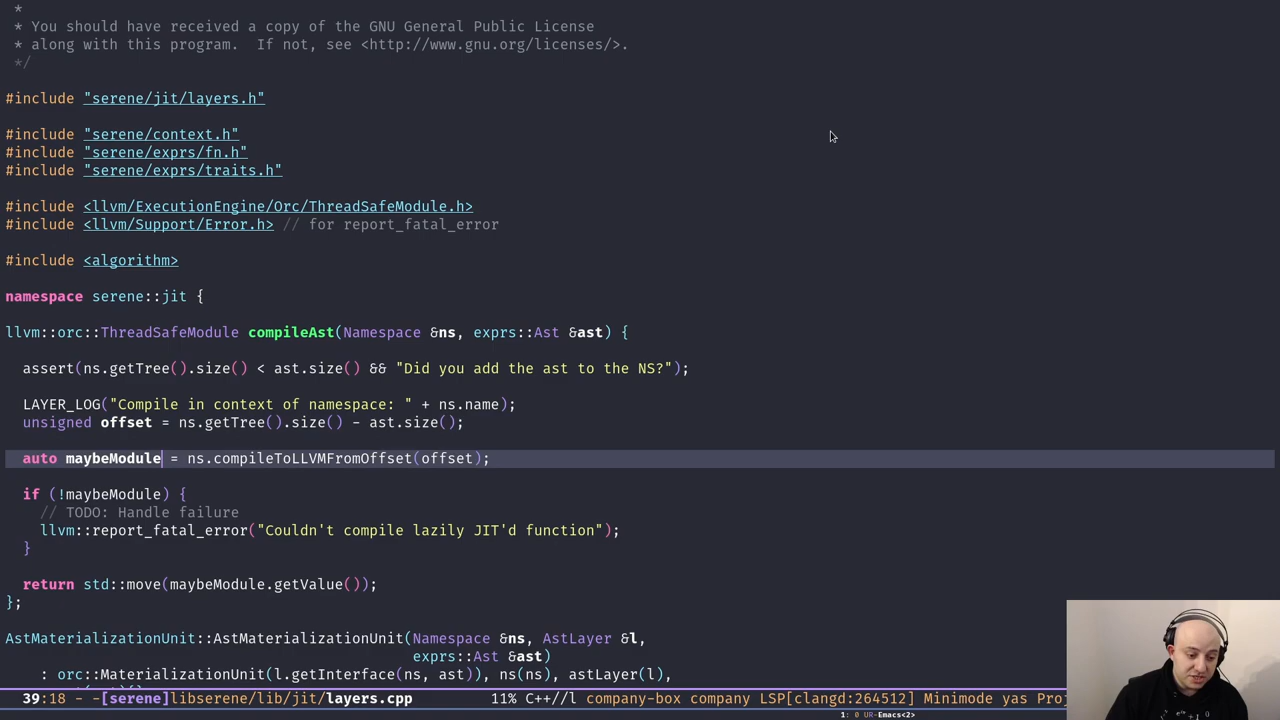 *
* You should have received a copy of the GNU General Public License
* along with this program.  If not, see <http://www.gnu.org/licenses/>.
*/
#include "serene/jit/layers.h"
#include "serene/context.h"
#include "serene/exprs/fn.h"
#include "serene/exprs/traits.h"
#include <llvm/ExecutionEngine/Orc/ThreadSafeModule.h>
#include <llvm/Support/Error.h> // for report_fatal_error
#include <algorithm>
namespace serene::jit {
llvm::orc::ThreadSafeModule compileAst(Namespace &ns, exprs::Ast &ast) {
assert(ns.getTree().size() < ast.size() && "Did you add the ast to the NS?");
LAYER_LOG("Compile in context of namespace: " + ns.name);
unsigned offset = ns.getTree().size() - ast.size();
auto maybeModule = ns.compileToLLVMFromOffset(offset);
if (!maybeModule) {
// TODO: Handle failure
llvm::report_fatal_error("Couldn't compile lazily JIT'd function");
}
return std::move(maybeModule.getValue());
};
AstMaterializationUnit::AstMaterializationUnit(Namespace &ns, AstLayer &l,
exprs::Ast &ast)
: orc::MaterializationUnit(l.getInterface(ns, ast)), ns(ns), astLayer(l),
39:18 - -[serene]libserene/lib/jit/layers.cpp 11% C++//l company-box company LSP[clangd:264512] Minimode yas Pro
1: 0 UR-Emacs<2>